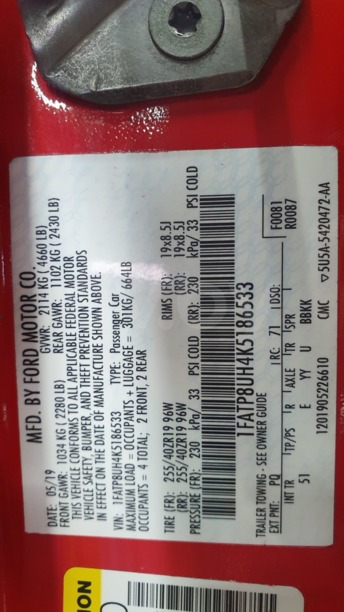 MFD. BY FORD MOTOR CO.
DATE: 05/19 GVWR: 2114 KG (4660 LB)
FRONT GAWR: 1034 KG (2280 LB) REAR GAWR: 1102 KG (2430 LB)
THIS VEHICLE CONFORMS TO ALL APPLICABLE FEDERAL MOTOR
VEHICLE SAFETY, BUMPER, AND THEFT PREVENTION STANDARDS
IN EFFECT ON THE DATE OF MANUFACTURE SHOWN ABOVE.
VIN: 1FATP8UH4K5186533 TYPE: Passenger Car
MAXIMUM LOAD = OCCUPANTS + LUGGAGE = 301KG/ 664LB
OCCUPANTS = 4 TOTAL; 2 FRONT, 2 REAR
TIRE (FR): 255/40ZR19 96W RIMS (FR): 19x8.5J
(RR): 255/40ZR19 96W (RR): 19x8.5J
PRESSURE (FR): 230 kPa/ 33 PSI COLD (RR): 230 kPa/ 33 PSI COLD
1FATP8UH4K5186533
TRAILER TOWING - SEE OWNER GUIDE F0081
EXT PNT: PQ RC: 71 DSO: R0087
INT TR TP/PS R AXLE TR SPR
51 E YY U BBKK
1201905226610 CMC 5U5A-5420472-AA
ION